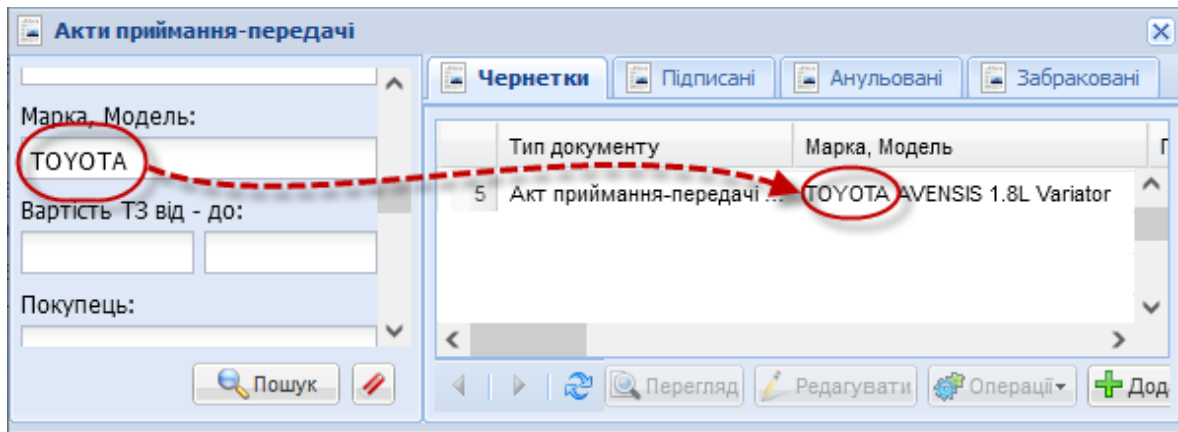 Акти приймання-передачі
Марка, Модель:
TOYOTA
Вартість ТЗ від - до:
Покупець:
Пошук
Чернетки Підписані Анульовані Забраковані
Тип документу Марка, Модель
5 Акт приймання-передачі ... TOYOTA AVENSIS 1.8L Variator
Перегляд Редагувати Операції